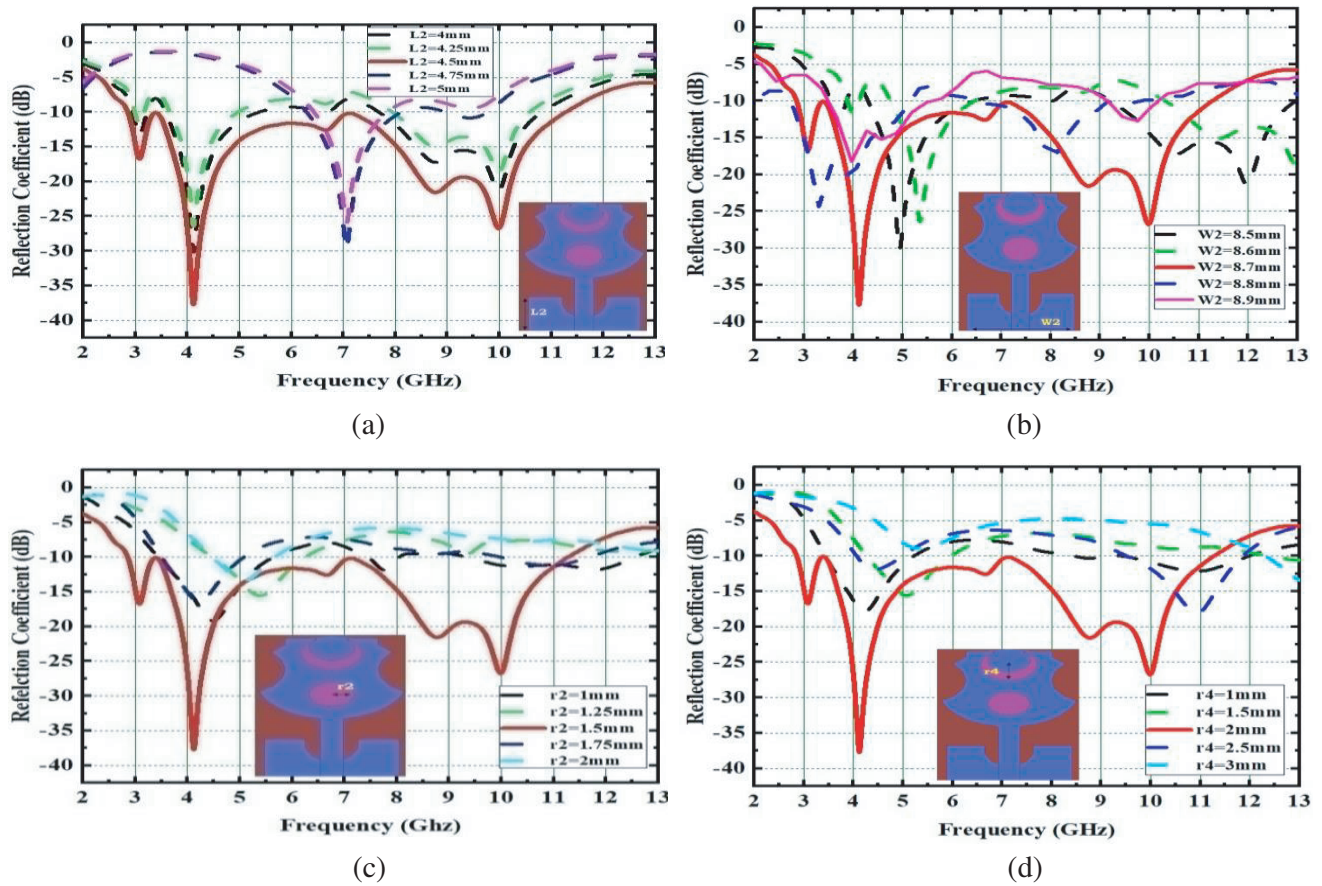 0
-5
-10
-15
-20
-25
-30
-35
-40
Reflection Coefficient (dB)
L2=4mm
L2=4.25mm
L2=4.5mm
L2=4.75mm
L2=5mm
L2
2 3 4 5 6 7 8 9 10 11 12 13
Frequency (GHz)
(a)
0
-5
-10
-15
-20
-25
-30
-35
-40
Reflection Coefficient (dB)
W2=8.5mm
W2=8.6mm
W2=8.7mm
W2=8.8mm
W2=8.9mm
W2
2 3 4 5 6 7 8 9 10 11 12 13
Frequency (GHz)
(b)
0
-5
-10
-15
-20
-25
-30
-35
-40
Refelction Coefficient (dB)
r2
r2=1mm
r2=1.25mm
r2=1.5mm
r2=1.75mm
r2=2mm
2 3 4 5 6 7 8 9 10 11 12 13
Frequency (Ghz)
(c)
0
-5
-10
-15
-20
-25
-30
-35
-40
Reflection Coefficient (dB)
r4
r4=1mm
r4=1.5mm
r4=2mm
r4=2.5mm
r4=3mm
2 3 4 5 6 7 8 9 10 11 12 13
Frequency (GHz)
(d)